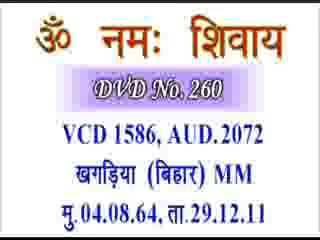 ॐ नमः शिवाय
DVD No. 260
VCD 1586, AUD.2072
खगड़िया (बिहार) MM
मु.04.08.64, ता.29.12.11